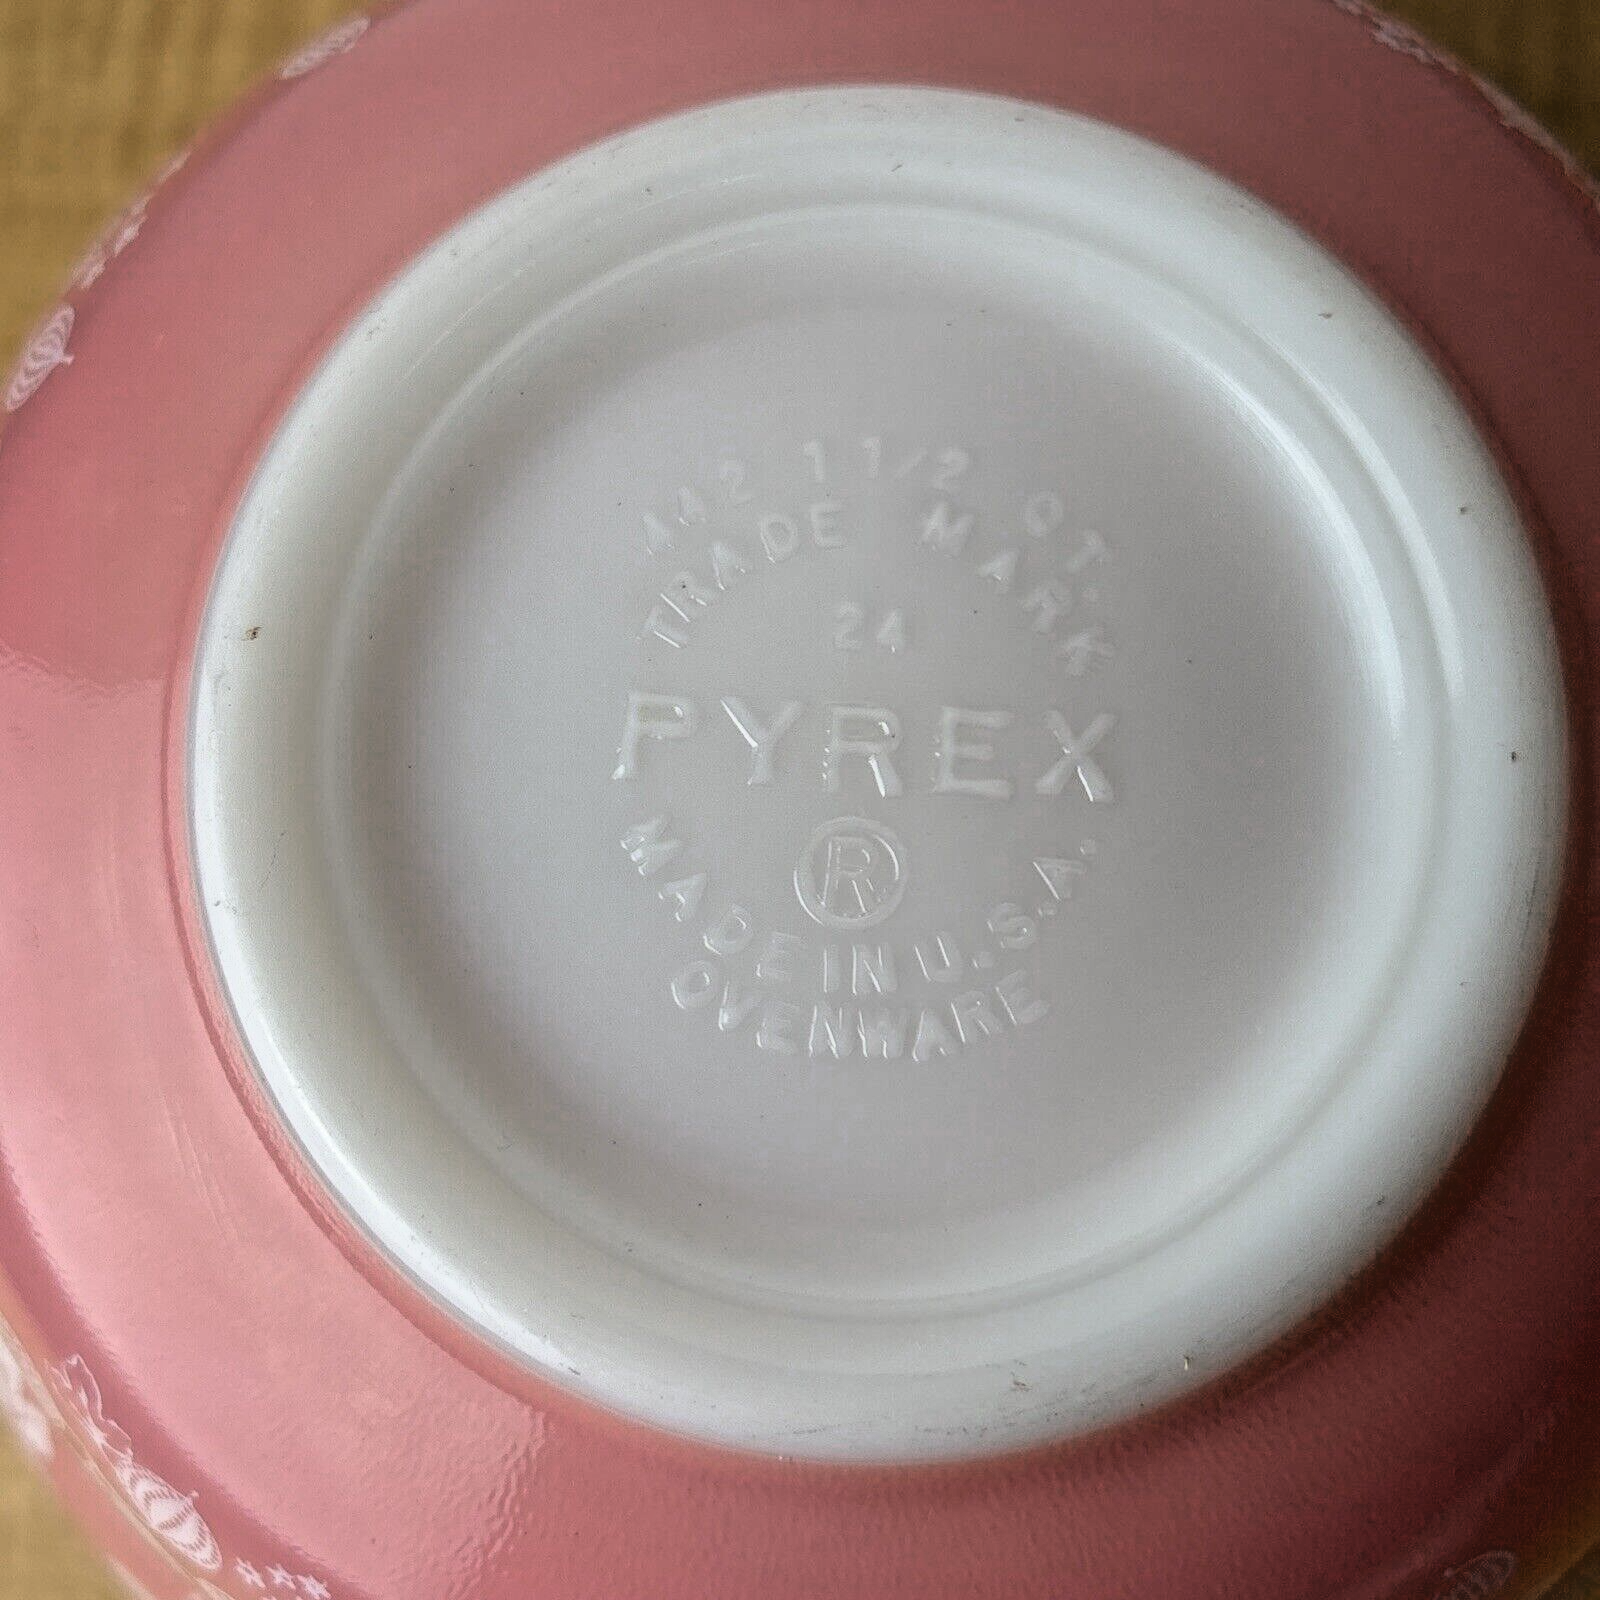 442 1 1/2 QT.
TRADE MARK
24
PYREX
®
MADE IN U.S.A.
OVENWARE